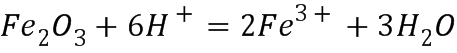 Fe₂O₃ + 6H⁺ = 2Fe³⁺ + 3H₂O